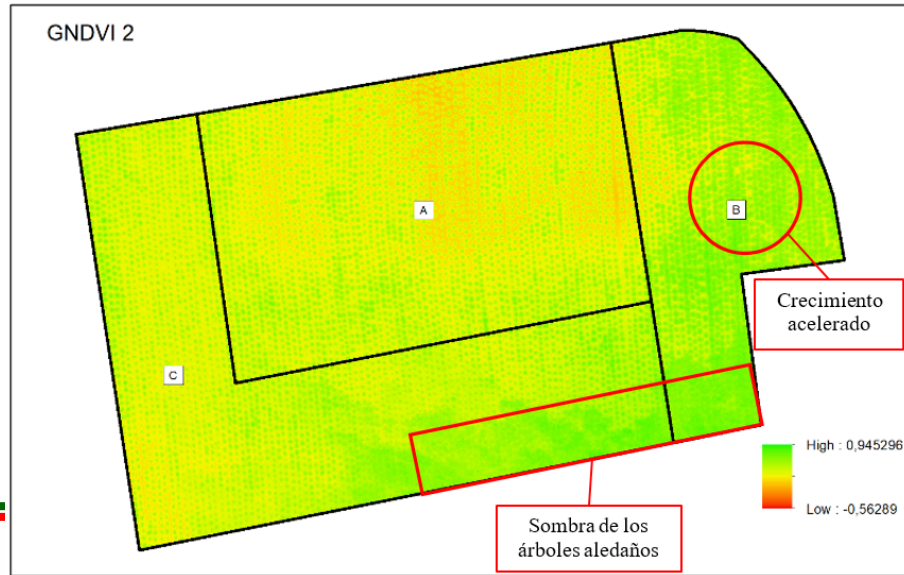 GNDVI 2
A
B
C
Crecimiento
acelerado
High : 0,945296
Low : -0,56289
Sombra de los
árboles aledaños